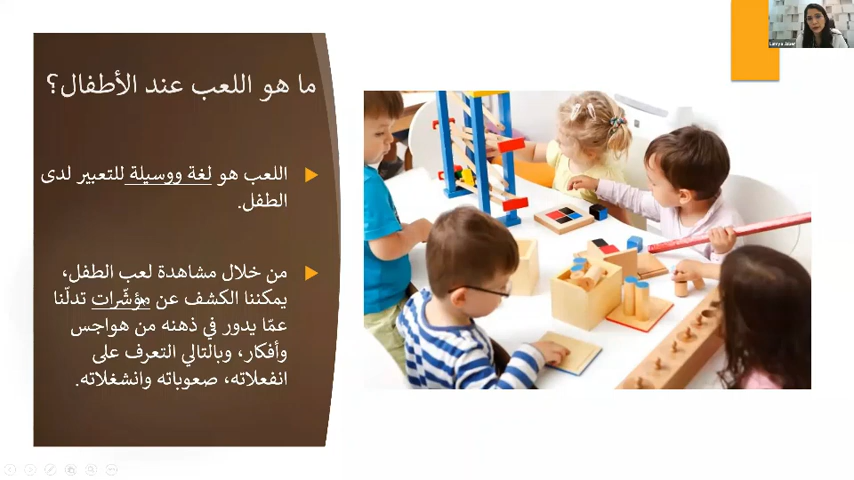 ما هو اللعب عند الأطفال؟
اللعب هو لغة ووسيلة للتعبير لدى
الطفل.
من خلال مشاهدة لعب الطفل،
يمكننا الكشف عن مؤشّرات تدلّنا
عمّا يدور في ذهنه من هواجس
وأفكار، وبالتالي التعرف على
انفعلاته، صعوباته وانشغلاته.